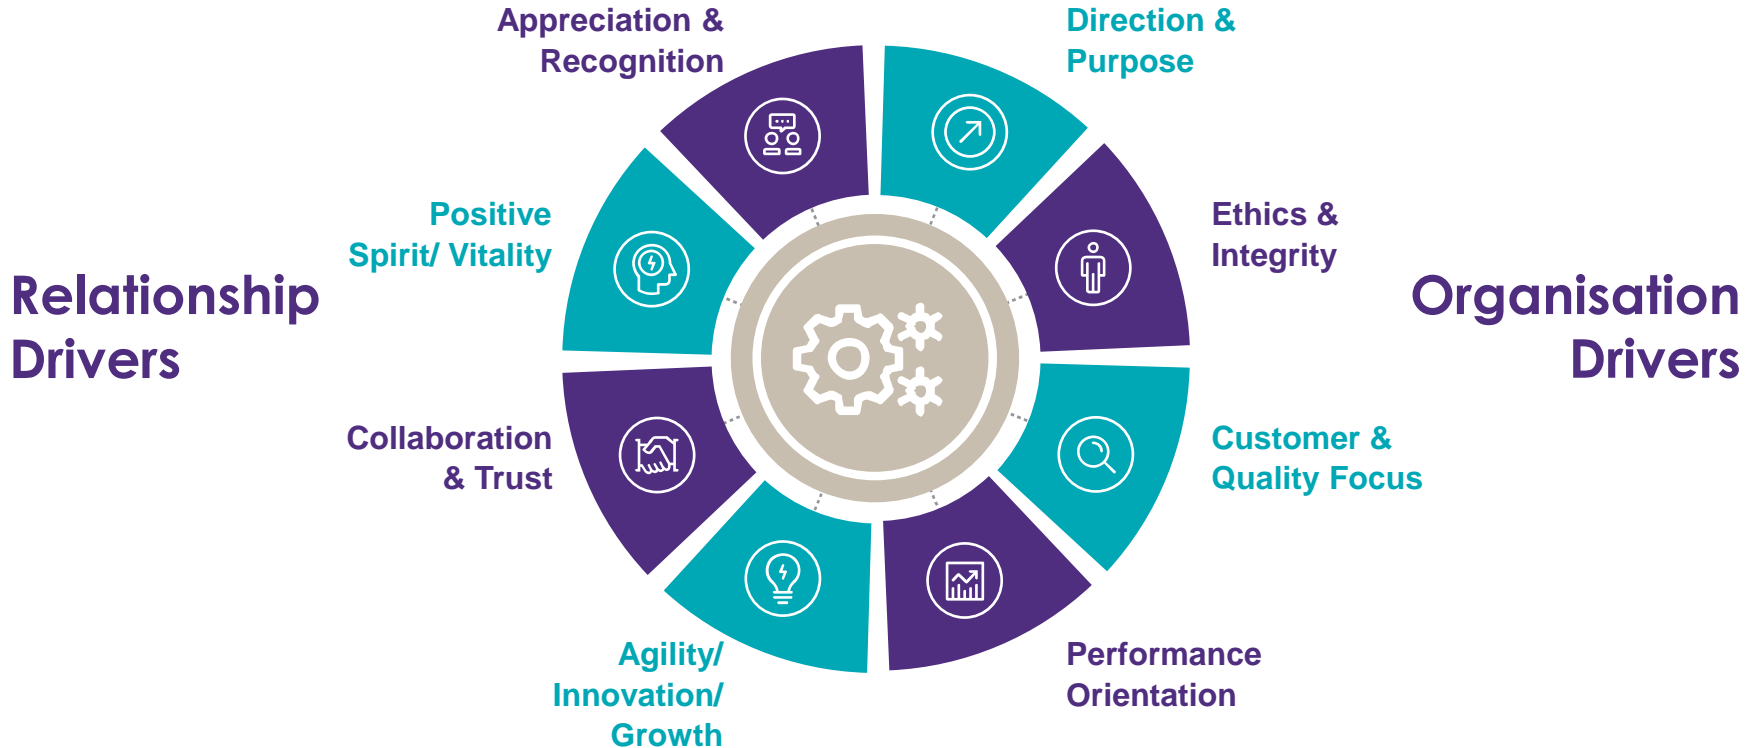 Appreciation &
Recognition
Direction &
Purpose
Positive
Spirit/ Vitality
Ethics &
Integrity
Relationship
Drivers
Organisation
Drivers
Collaboration
& Trust
Customer &
Quality Focus
Agility/
Innovation/
Growth
Performance
Orientation